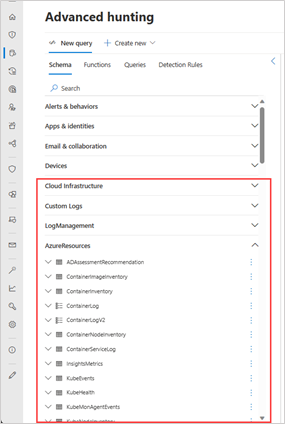 Advanced hunting
New query
Create new
Schema Functions Queries Detection Rules
Search
Alerts & behaviors
Apps & identities
Email & collaboration
Devices
Cloud Infrastructure
Custom Logs
LogManagement
AzureResources
ADAssessmentRecommendation
ContainerImageInventory
ContainerInventory
ContainerLog
ContainerLogV2
ContainerNodeInventory
ContainerServiceLog
InsightsMetrics
KubeEvents
KubeHealth
KubeMonAgentEvents